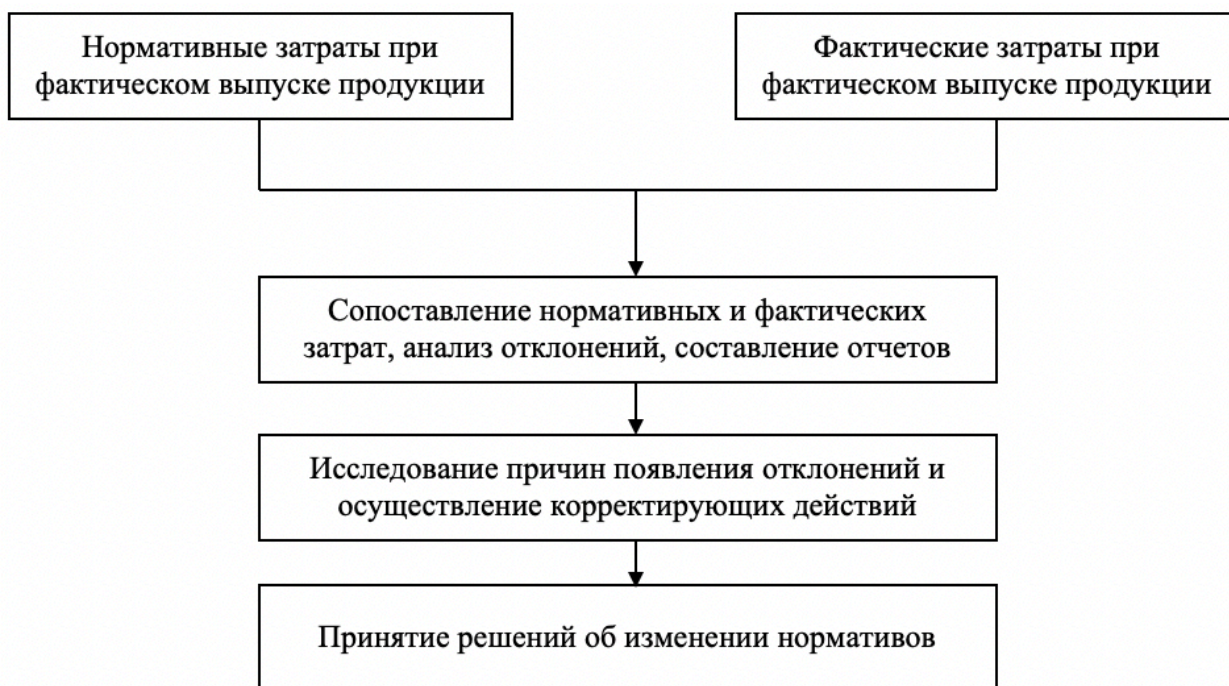 Нормативные затраты при
фактическом выпуске продукции
Фактические затраты при
фактическом выпуске продукции
Сопоставление нормативных и фактических
затрат, анализ отклонений, составление отчетов
Исследование причин появления отклонений и
осуществление корректирующих действий
Принятие решений об изменении нормативов